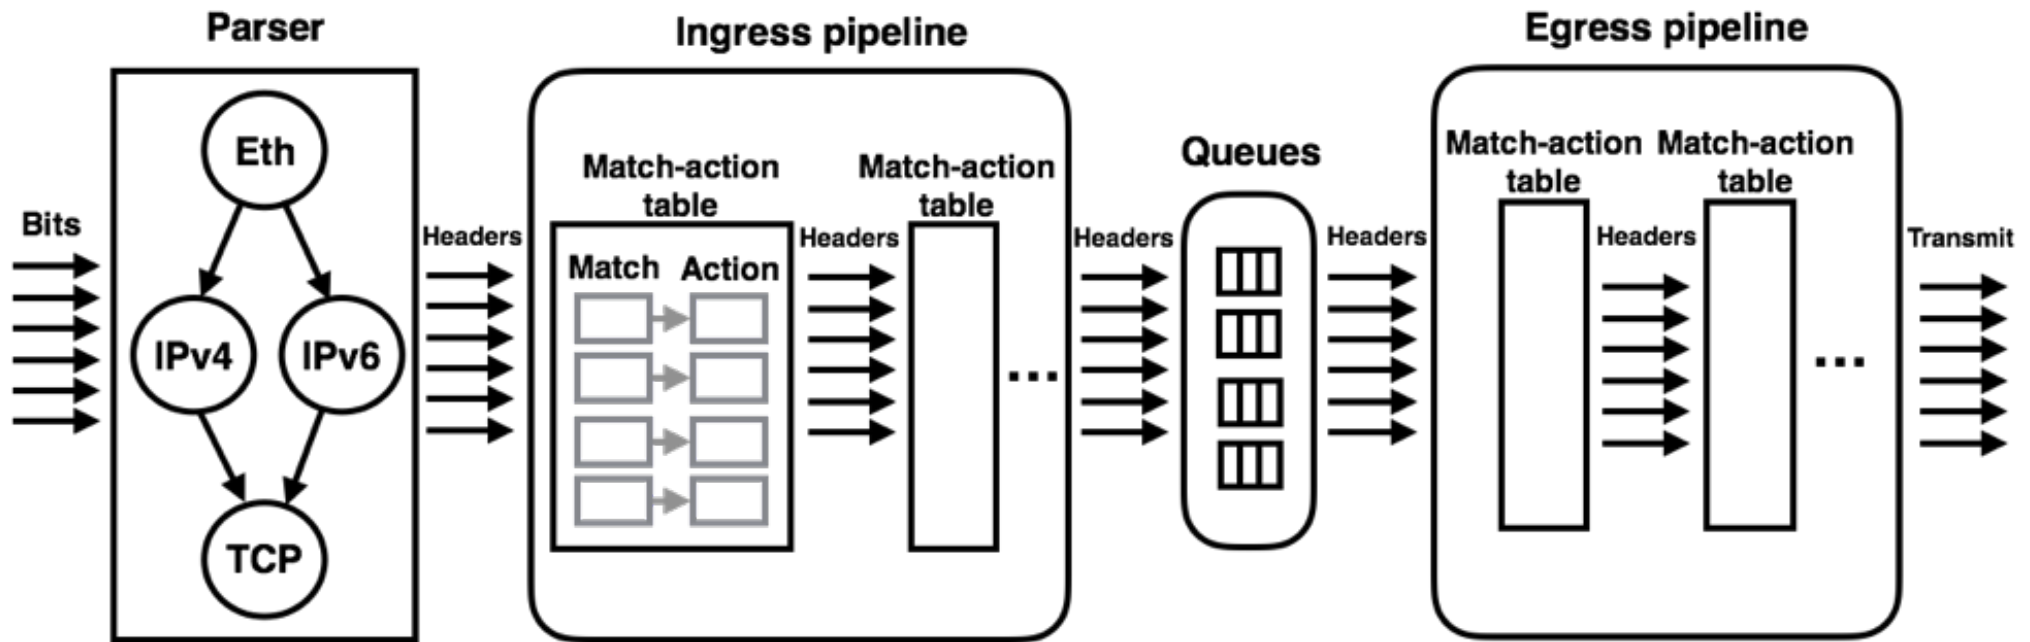 Parser
Ingress pipeline
Egress pipeline
Bits
Eth
IPv4
IPv6
TCP
Headers
Match-action
table
Match
Action
Headers
Match-action
table
...
Headers
Queues
Headers
Match-action
table
Headers
Match-action
table
...
Transmit